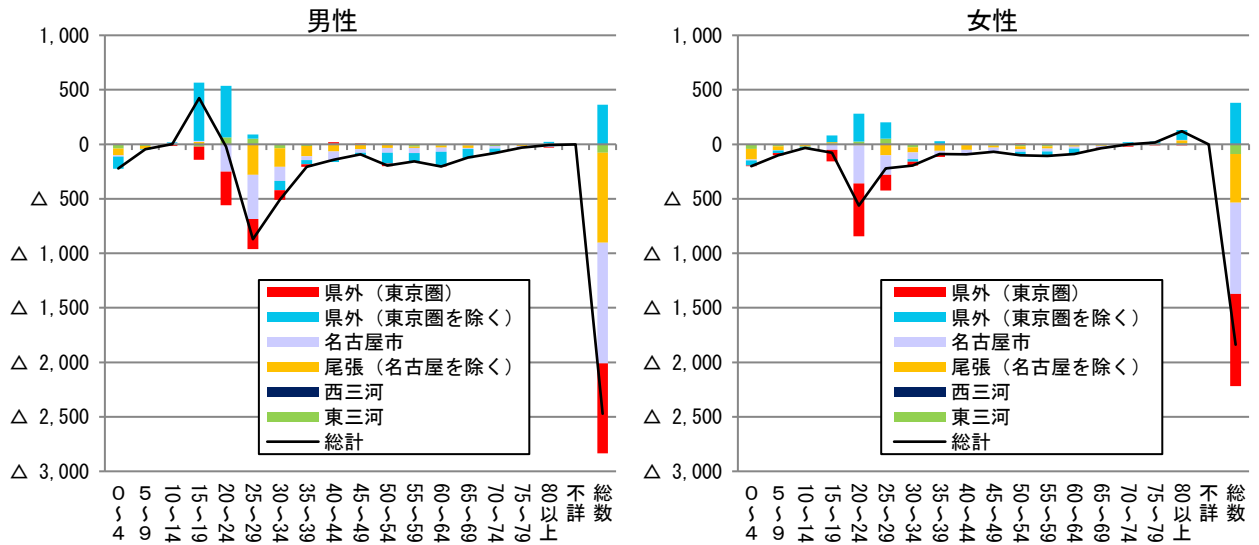 男性
1,000
500
0
△ 500
△ 1,000
△ 1,500
△ 2,000
△ 2,500
△ 3,000
県外（東京圏）
県外（東京圏を除く）
名古屋市
尾張（名古屋を除く）
西三河
東三河
総計
0～4
5～9
10～14
15～19
20～24
25～29
30～34
35～39
40～44
45～49
50～54
55～59
60～64
65～69
70～74
75～79
80以上
不詳
総数
女性
1,000
500
0
△ 500
△ 1,000
△ 1,500
△ 2,000
△ 2,500
△ 3,000
県外（東京圏）
県外（東京圏を除く）
名古屋市
尾張（名古屋を除く）
西三河
東三河
総計
0～4
5～9
10～14
15～19
20～24
25～29
30～34
35～39
40～44
45～49
50～54
55～59
60～64
65～69
70～74
75～79
80以上
不詳
総数